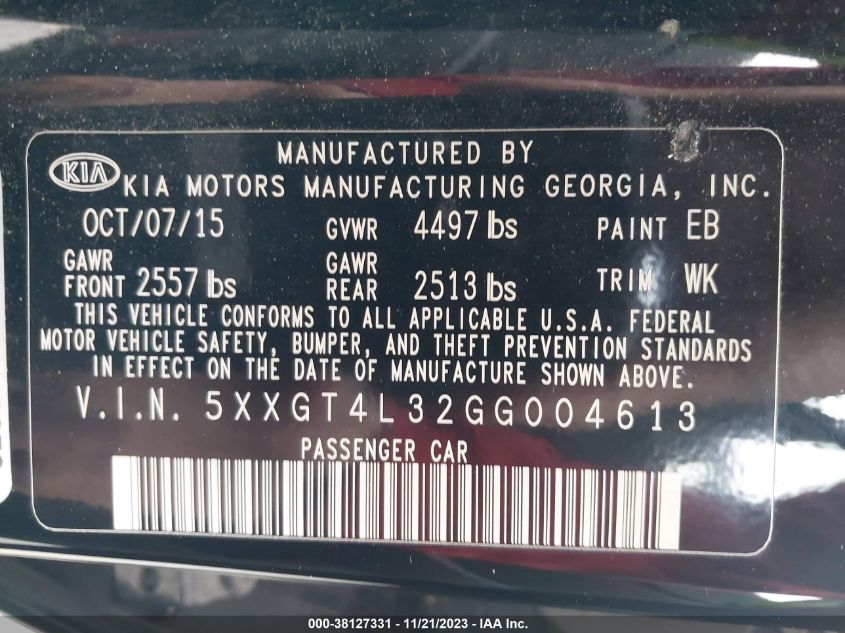 MANUFACTURED BY
KIA KIA MOTORS MANUFACTURING GEORGIA, INC.
OCT/07/15 GVWR 4497 lbs PAINT EB
GAWR FRONT 2557 lbs GAWR REAR 2513 lbs TRIM WK
THIS VEHICLE CONFORMS TO ALL APPLICABLE U.S.A. FEDERAL
MOTOR VEHICLE SAFETY, BUMPER, AND THEFT PREVENTION STANDARDS
IN EFFECT ON THE DATE OF MANUFACTURE SHOWN ABOVE.
V.I.N. 5XXGT4L32GG004613
PASSENGER CAR
000-38127331 - 11/21/2023 - IAA Inc.